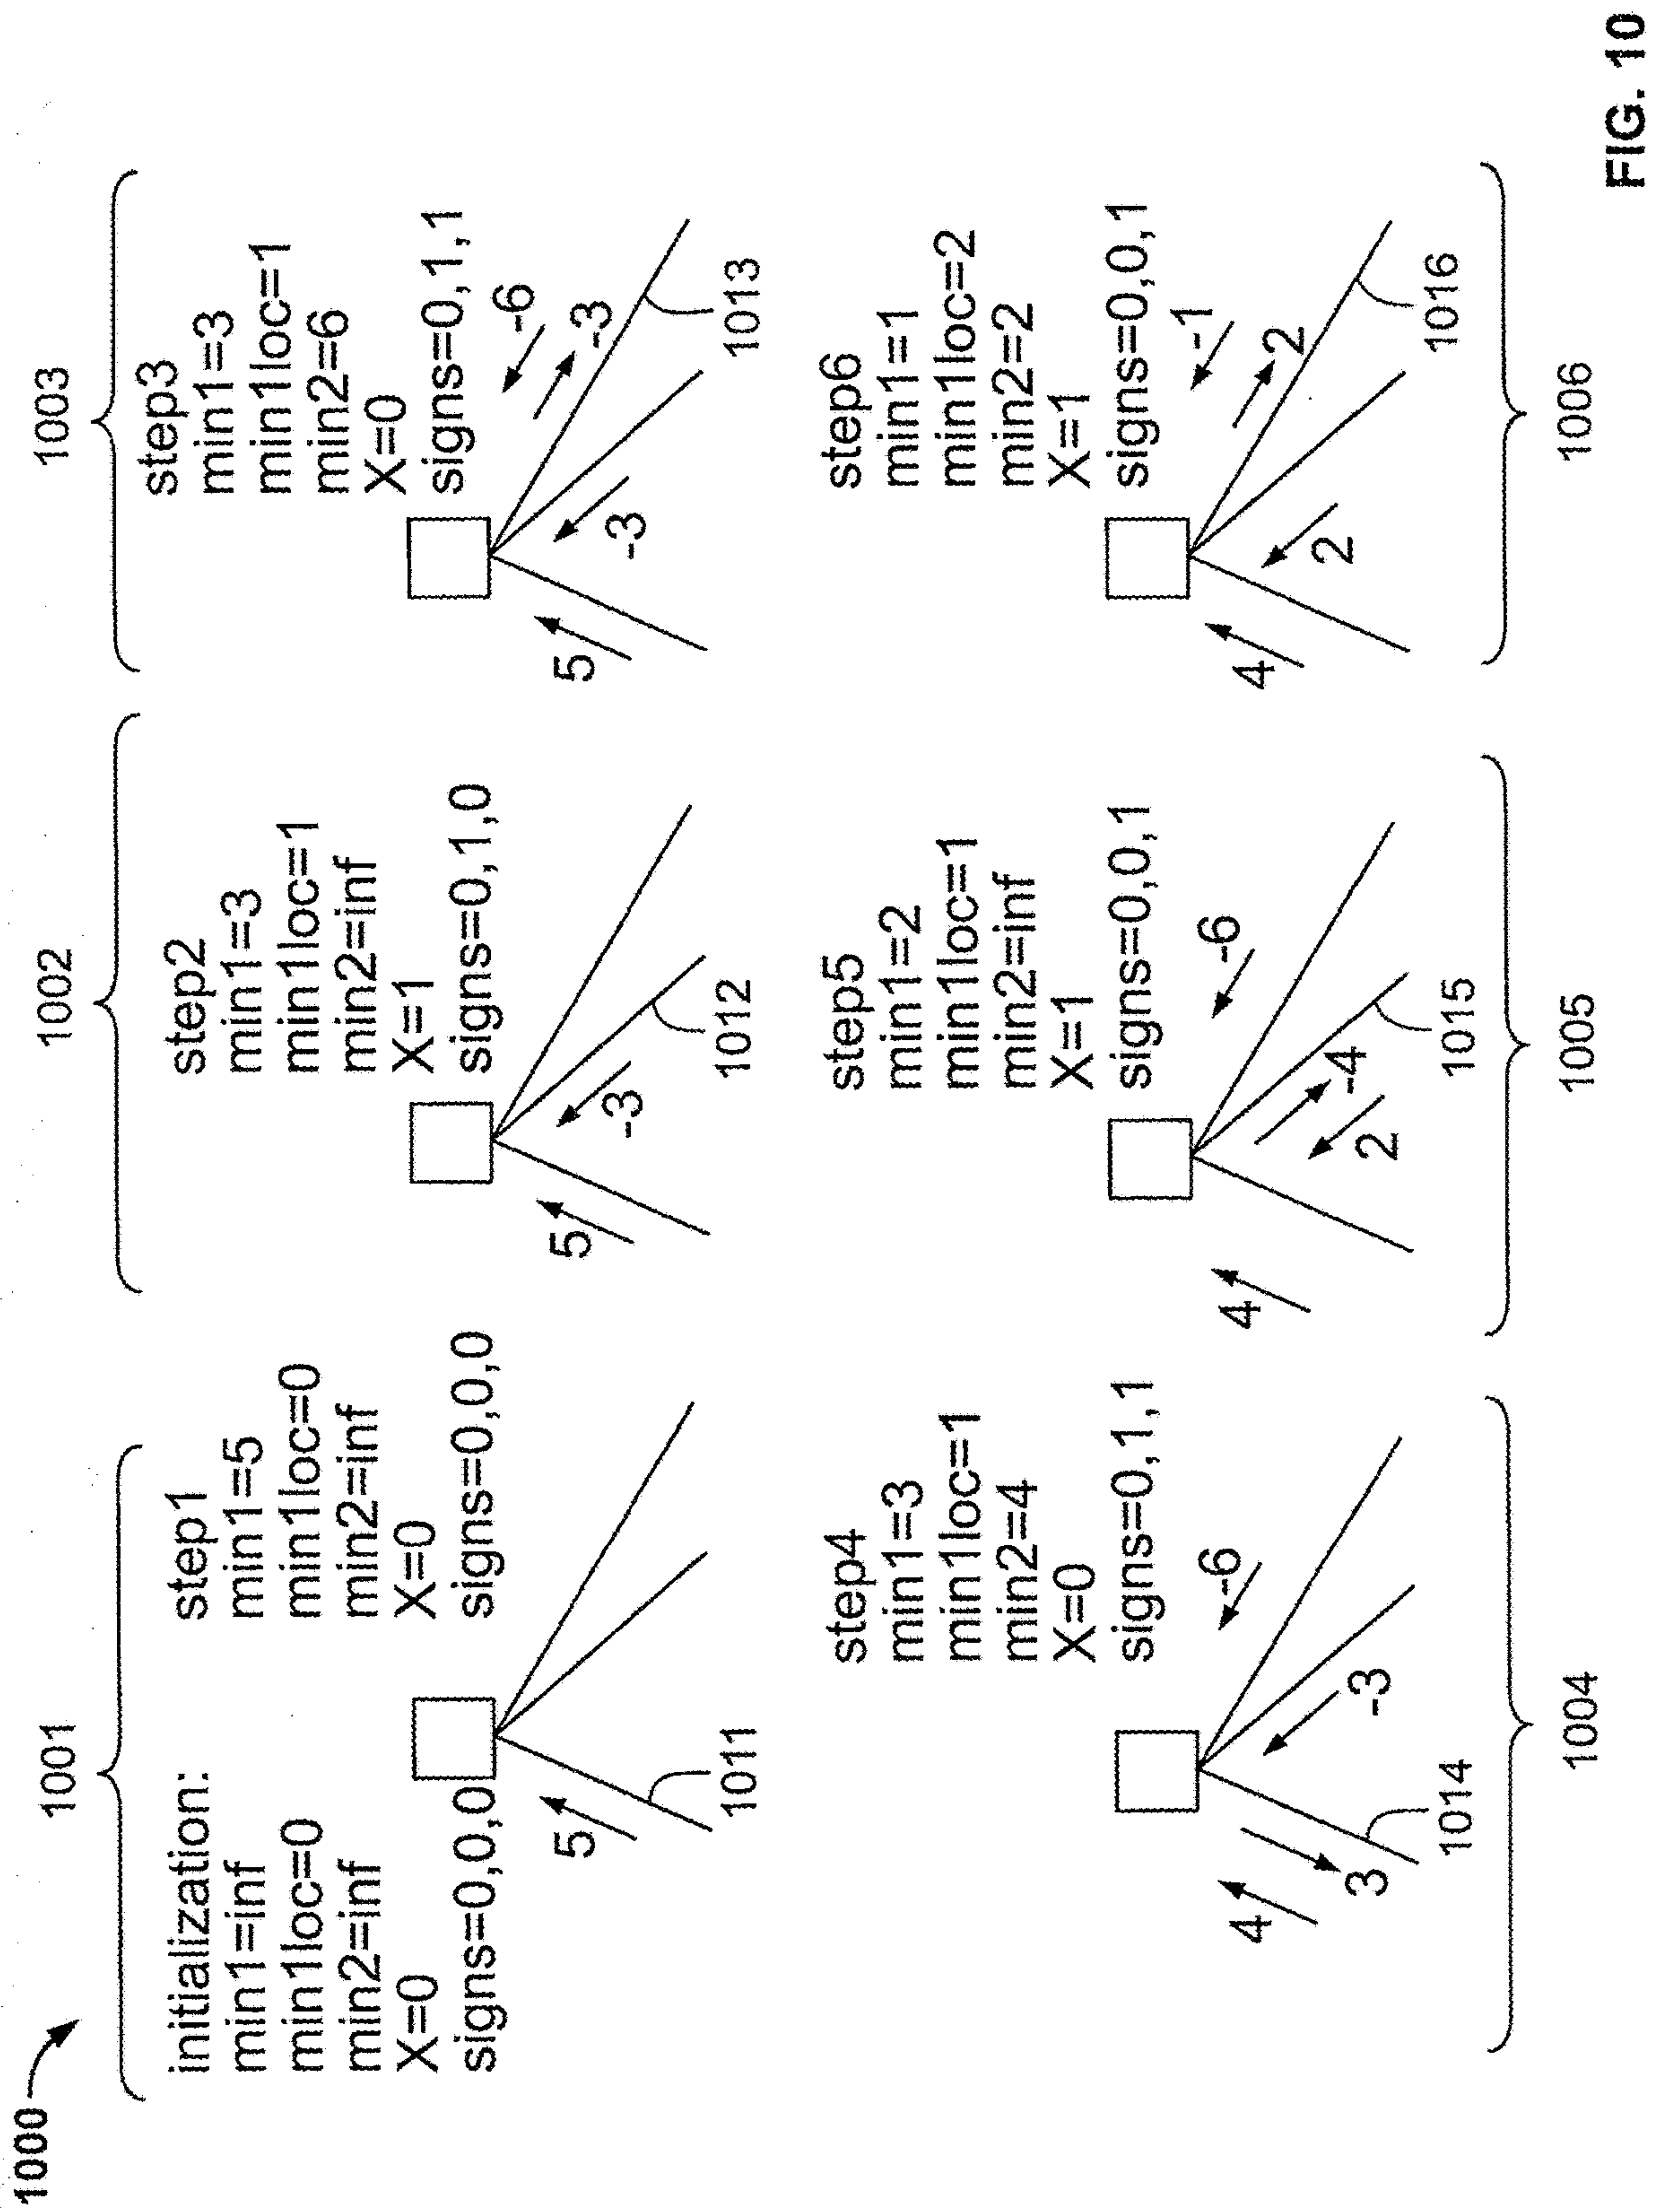 1000
1001
initialization:
min1=inf
min1loc=0
min2=inf
X=0
signs=0,0,0
step1
min1=5
min1loc=0
min2=inf
X=0
signs=0,0,0
5
1011
1002
step2
min1=3
min1loc=1
min2=inf
X=1
signs=0,1,0
5
-3
1012
1003
step3
min1=3
min1loc=1
min2=6
X=0
signs=0,1,1
-6
-3
5
-3
1013
step4
min1=3
min1loc=1
min2=4
X=0
signs=0,1,1
-6
4
3
-3
1014
1004
step5
min1=2
min1loc=1
min2=inf
X=1
signs=0,0,1
-6
4
-4
2
1015
1005
step6
min1=1
min1loc=2
min2=2
X=1
signs=0,0,1
-1
2
4
2
1016
1006
FIG. 10